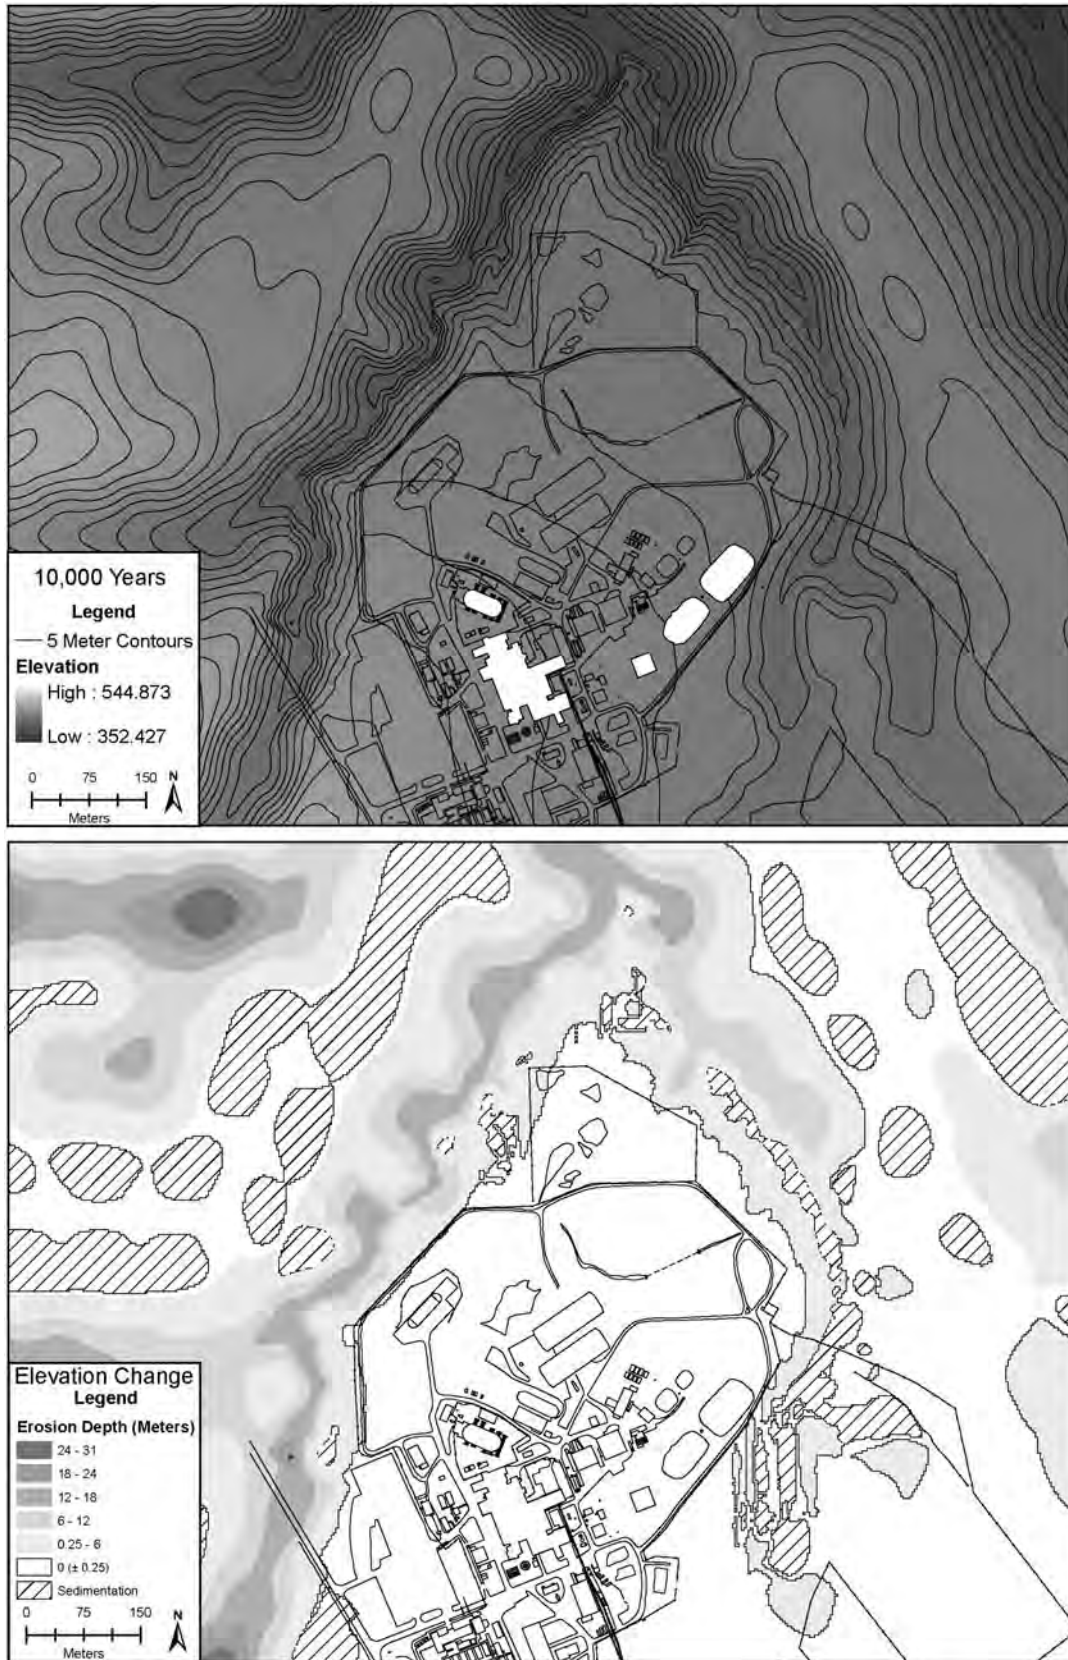 10,000 Years
Legend
5 Meter Contours
Elevation
High : 544.873
Low : 352.427
0 75 150 N
Meters
Elevation Change
Legend
Erosion Depth (Meters)
24 - 31
18 - 24
12 - 18
6 - 12
0.25 - 6
0 (± 0.25)
Sedimentation
0 75 150 N
Meters